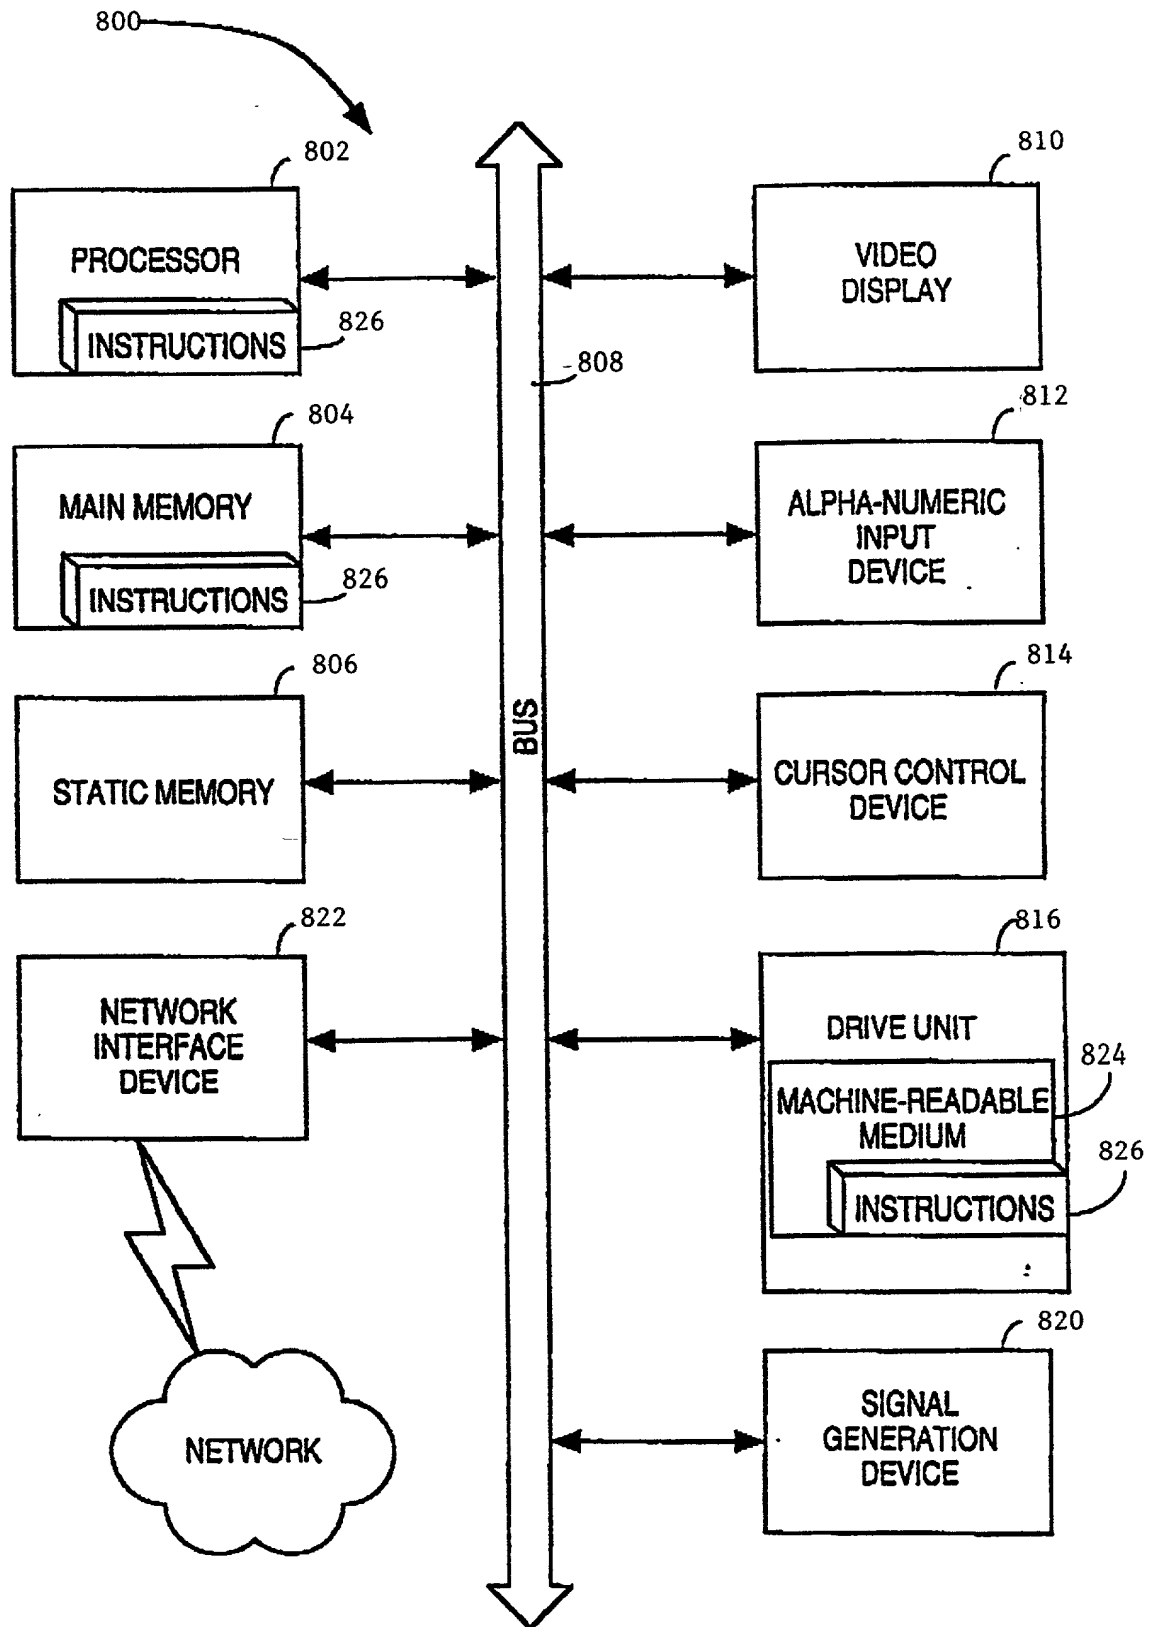 800
802
PROCESSOR
INSTRUCTIONS
826
804
MAIN MEMORY
INSTRUCTIONS
826
806
STATIC MEMORY
822
NETWORK
INTERFACE
DEVICE
NETWORK
808
BUS
810
VIDEO
DISPLAY
812
ALPHA-NUMERIC
INPUT
DEVICE
814
CURSOR CONTROL
DEVICE
816
DRIVE UNIT
824
MACHINE-READABLE
MEDIUM
826
INSTRUCTIONS
820
SIGNAL
GENERATION
DEVICE